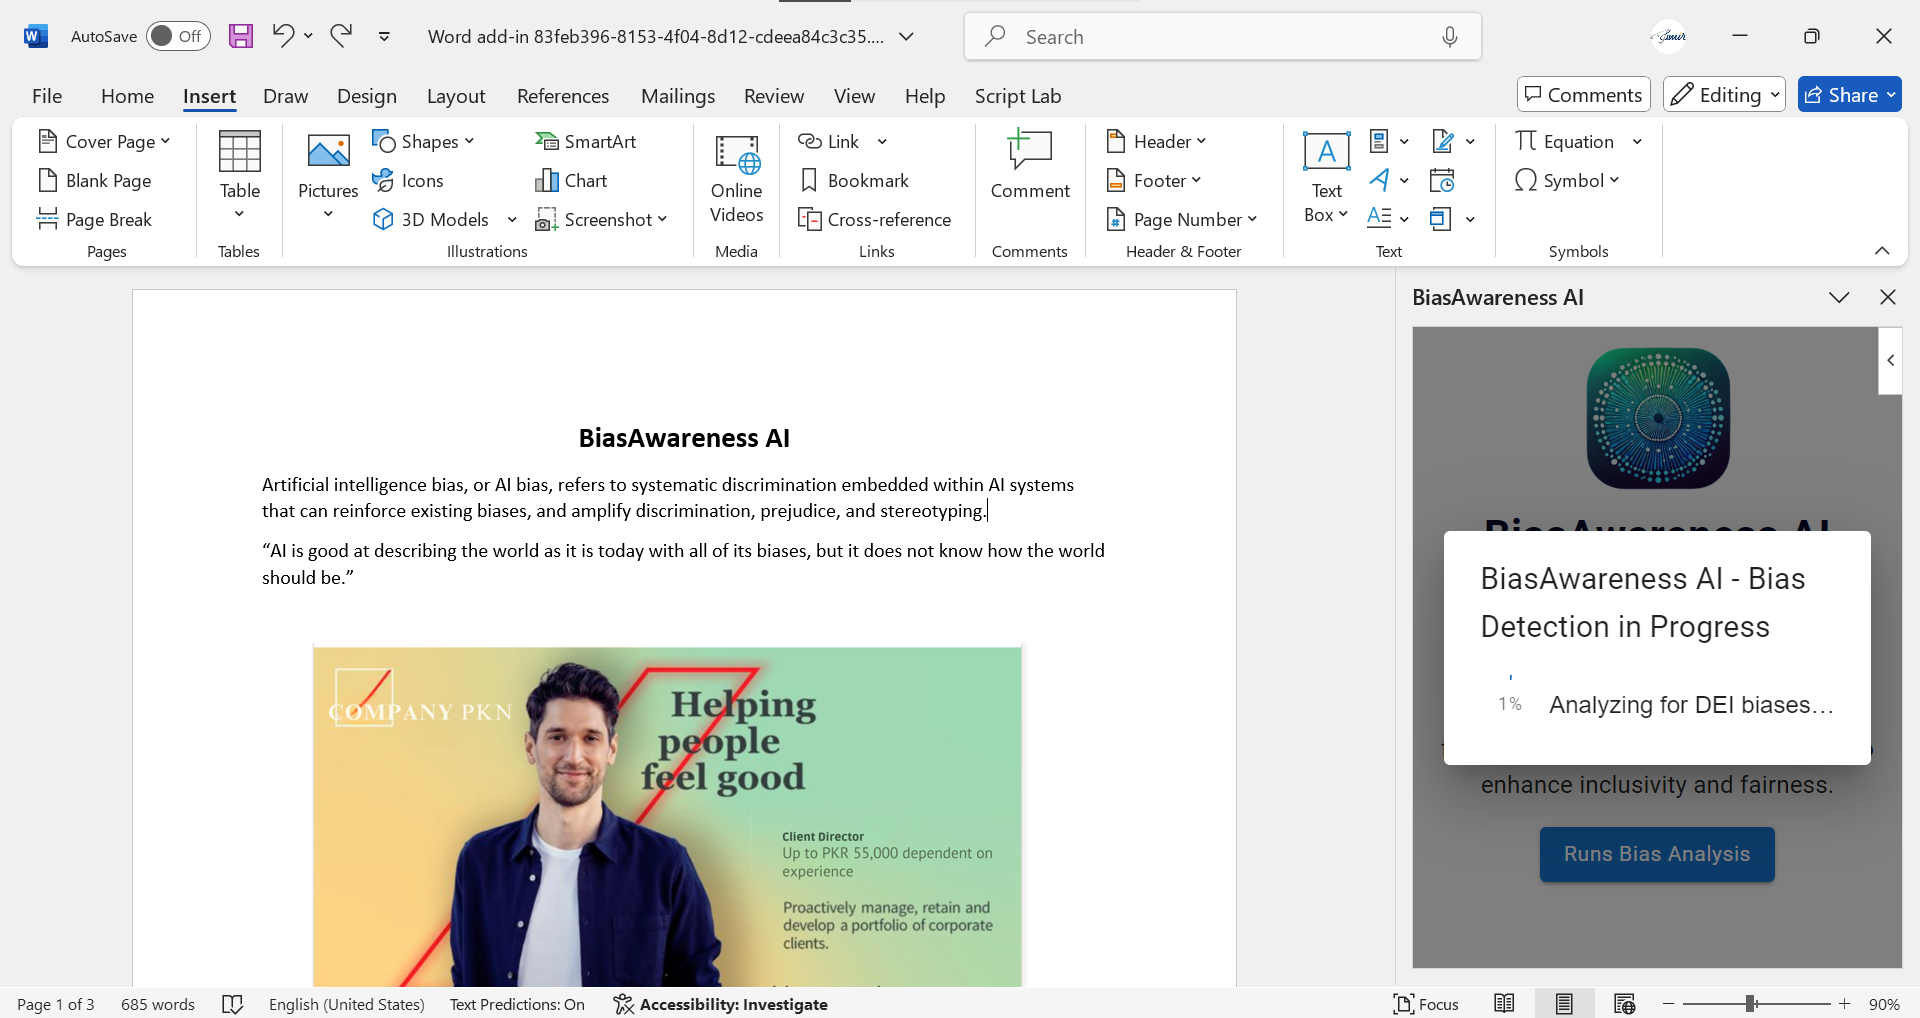 AutoSave Off Word add-in 83feb396-8153-4f04-8d12-cdeea84c3c35.... Search
File Home Insert Draw Design Layout References Mailings Review View Help Script Lab Comments Editing Share
Cover Page
Blank Page
Page Break
Pages
Table
Tables
Pictures
Shapes
Icons
3D Models
SmartArt
Chart
Screenshot
Illustrations
Online
Videos
Media
Link
Bookmark
Cross-reference
Links
Comment
Comments
Header
Footer
Page Number
Header & Footer
Text
Box
Text
Equation
Symbol
Symbols
BiasAwareness AI
Artificial intelligence bias, or AI bias, refers to systematic discrimination embedded within AI systems
that can reinforce existing biases, and amplify discrimination, prejudice, and stereotyping.
“AI is good at describing the world as it is today with all of its biases, but it does not know how the world
should be.”
COMPANY PKN
Helping
people
feel good
Client Director
Up to PKR 55,000 dependent on
experience
Proactively manage, retain and
develop a portfolio of corporate
clients.
BiasAwareness AI
BiasAwareness AI
BiasAwareness AI - Bias
Detection in Progress
1% Analyzing for DEI biases...
enhance inclusivity and fairness.
Runs Bias Analysis
Page 1 of 3 685 words English (United States) Text Predictions: On Accessibility: Investigate Focus 90%